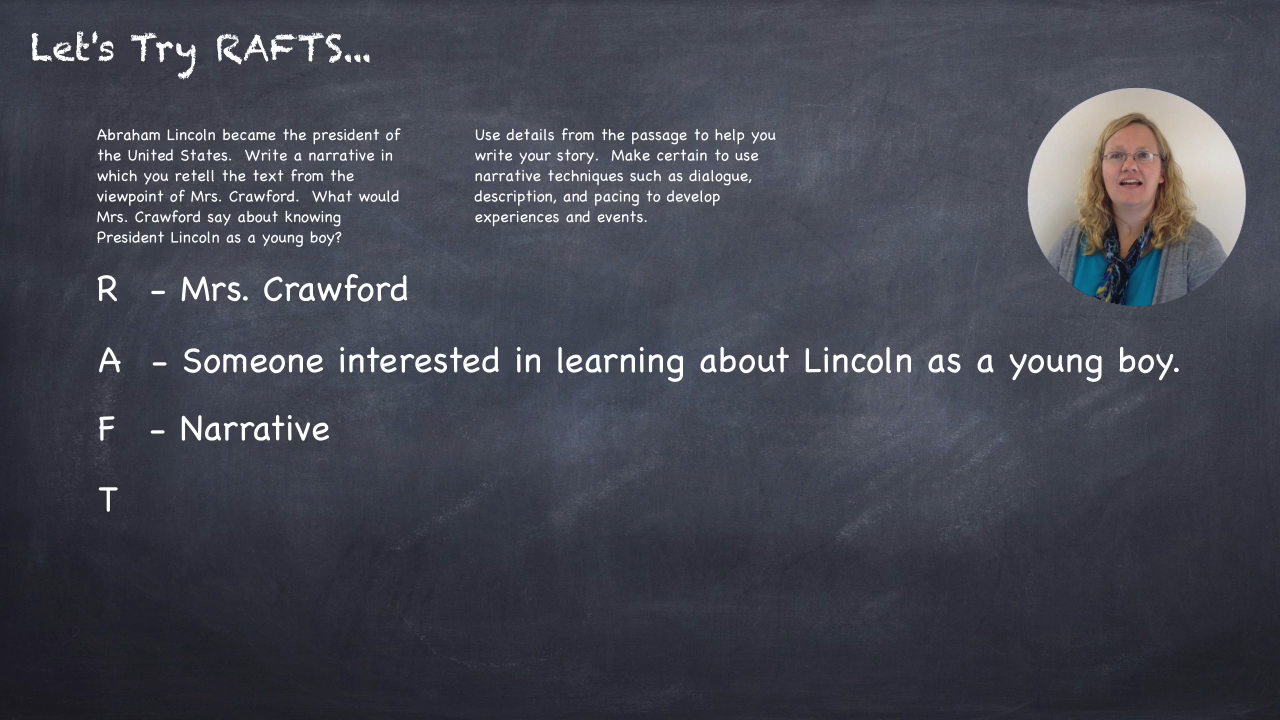 Let's Try RAFTS...
Abraham Lincoln became the president of
the United States.  Write a narrative in
which you retell the text from the
viewpoint of Mrs. Crawford.  What would
Mrs. Crawford say about knowing
President Lincoln as a young boy?
Use details from the passage to help you
write your story.  Make certain to use
narrative techniques such as dialogue,
description, and pacing to develop
experiences and events.
R - Mrs. Crawford
A - Someone interested in learning about Lincoln as a young boy.
F - Narrative
T